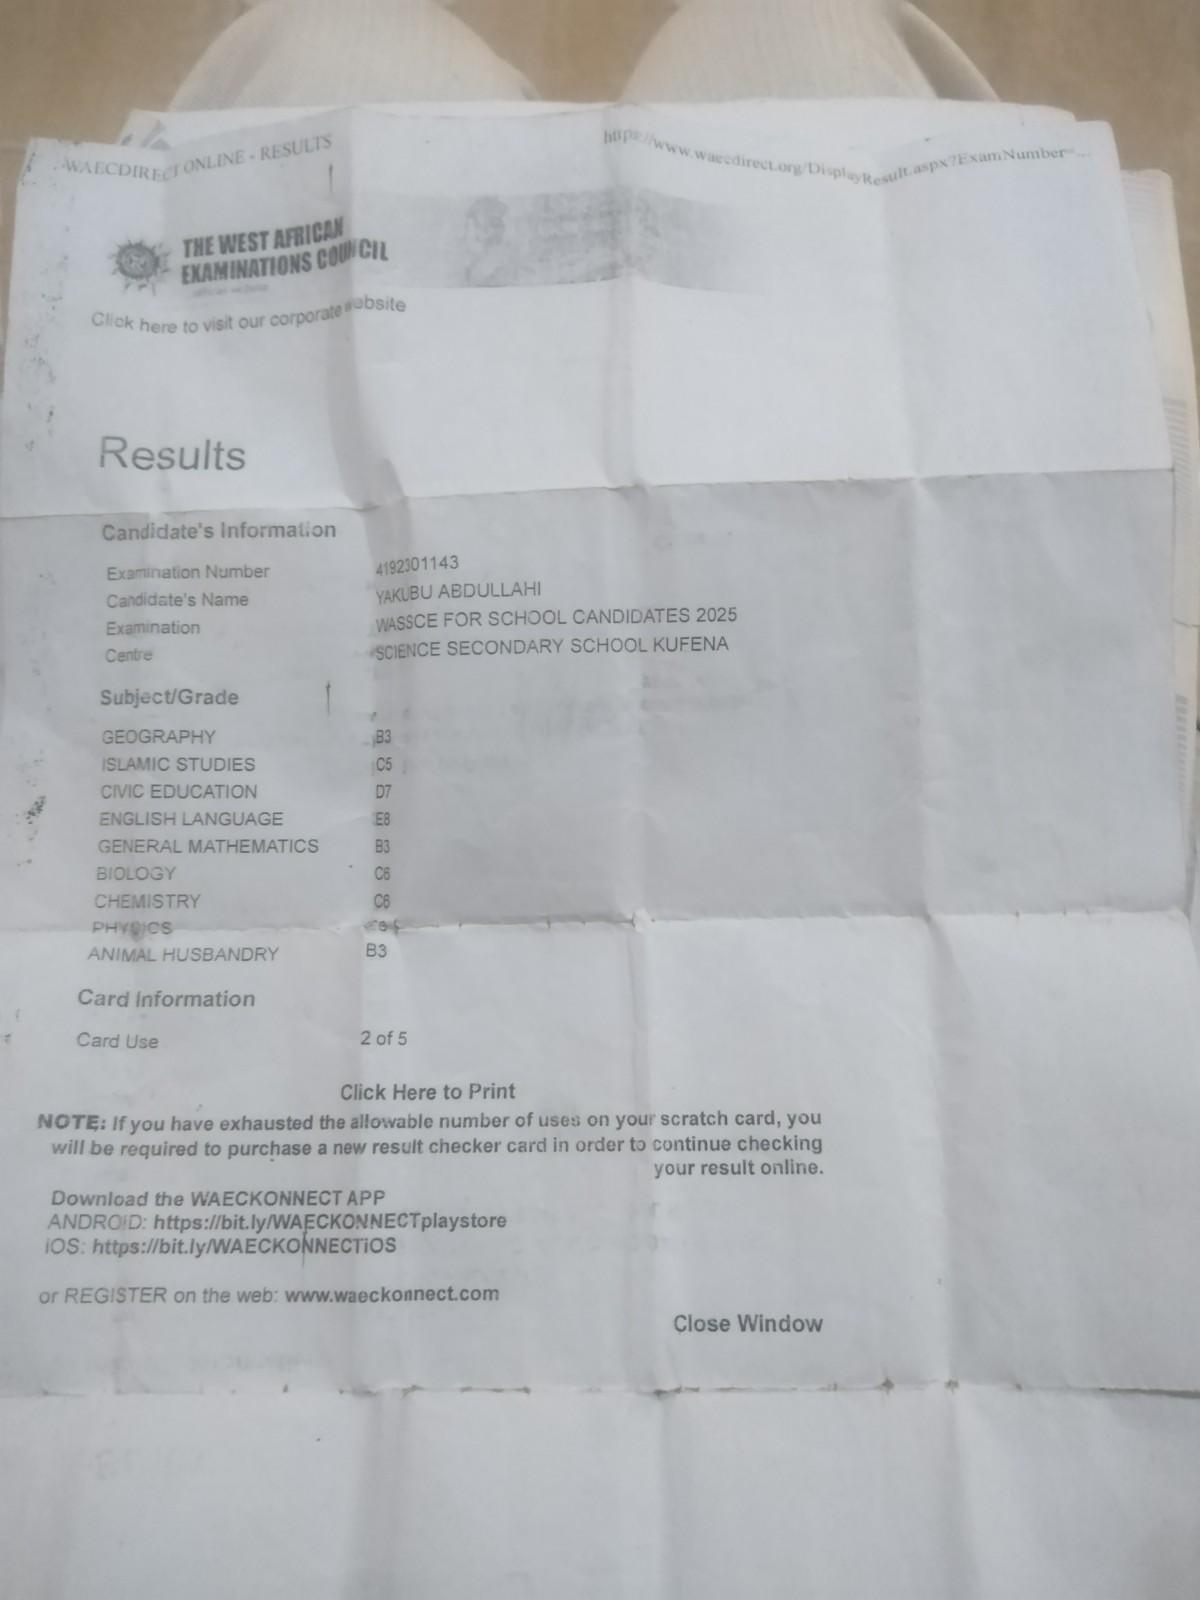 WAECDIRECT ONLINE - RESULTS
https://www.waecdirect.org/DisplayResult.aspx?ExamNumber=...
THE WEST AFRICAN
EXAMINATIONS COUNCIL
Click here to visit our corporate website
Results
Candidate's Information
Examination Number 4192301143
Candidate's Name YAKUBU ABDULLAHI
Examination WASSCE FOR SCHOOL CANDIDATES 2025
Centre SCIENCE SECONDARY SCHOOL KUFENA
Subject/Grade
GEOGRAPHY B3
ISLAMIC STUDIES C5
CIVIC EDUCATION D7
ENGLISH LANGUAGE E8
GENERAL MATHEMATICS B3
BIOLOGY C6
CHEMISTRY C6
PHYSICS
ANIMAL HUSBANDRY B3
Card Information
Card Use 2 of 5
Click Here to Print
NOTE: If you have exhausted the allowable number of uses on your scratch card, you
will be required to purchase a new result checker card in order to continue checking
your result online.
Download the WAECKONNECT APP
ANDROID: https://bit.ly/WAECKONNECTplaystore
iOS: https://bit.ly/WAECKONNECTiOS
or REGISTER on the web: www.waeckonnect.com
Close Window